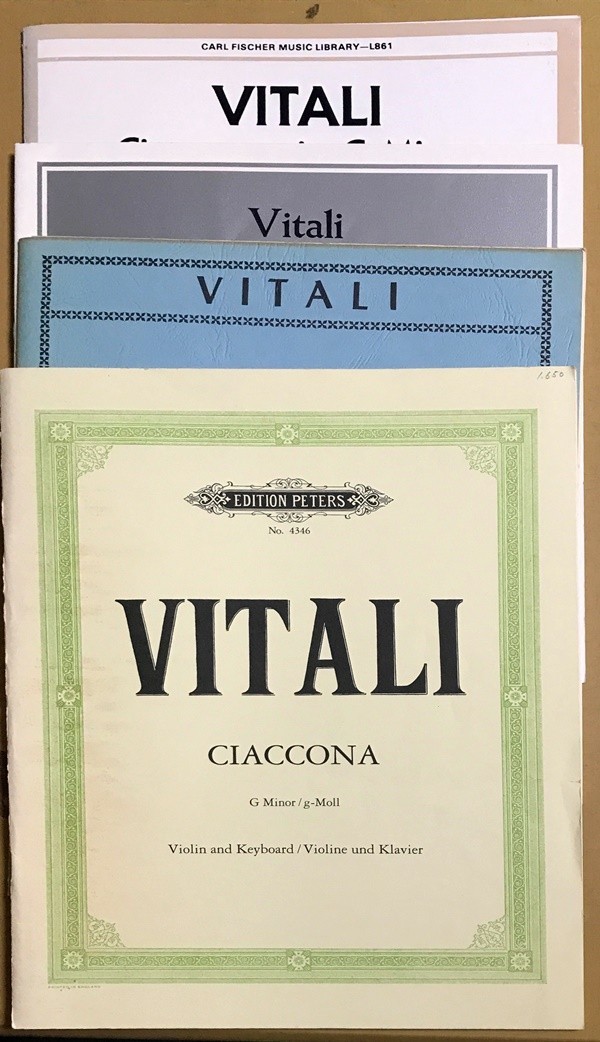 CARL FISCHER MUSIC LIBRARY—L861
VITALI
Vitali
VITALI
1.650
EDITION PETERS
No. 4346
VITALI
CIACCONA
G Minor / g-Moll
Violin and Keyboard / Violine und Klavier